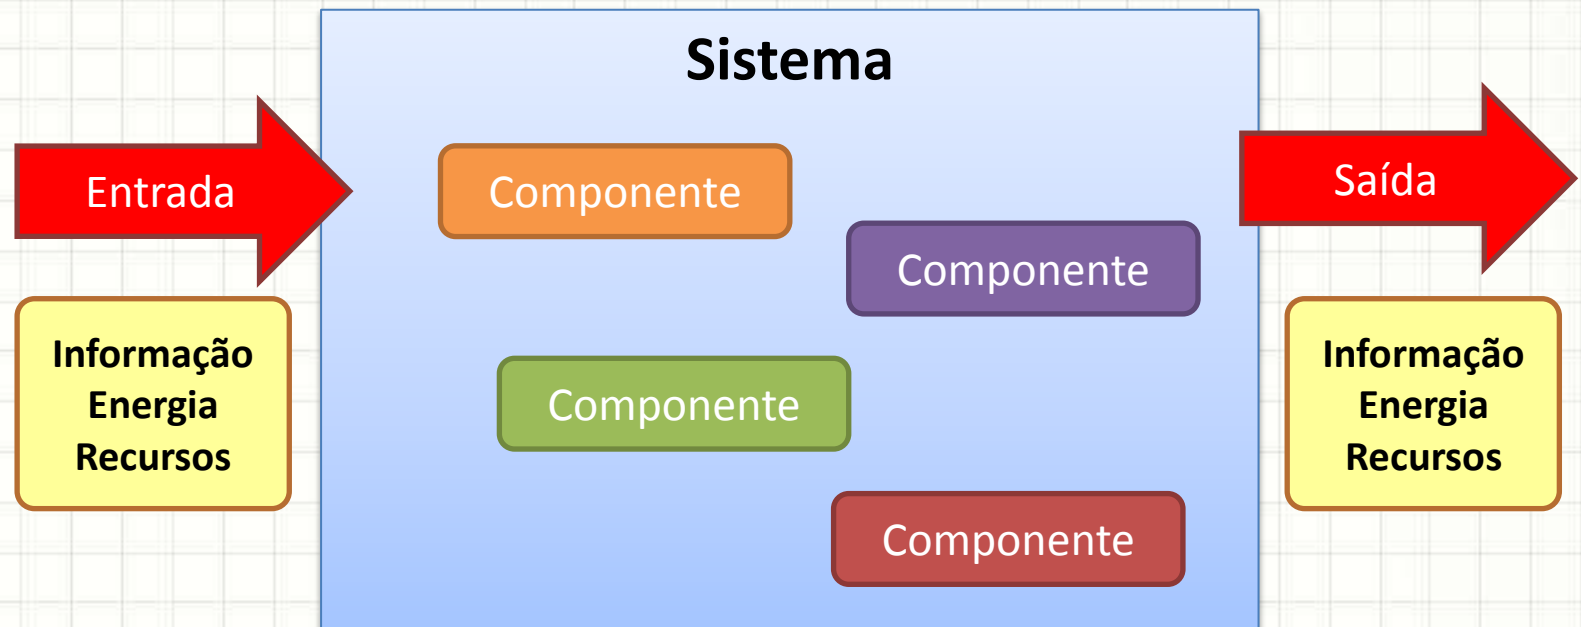 Sistema
Entrada
Componente
Saída
Componente
Informação
Energia
Recursos
Componente
Informação
Energia
Recursos
Componente